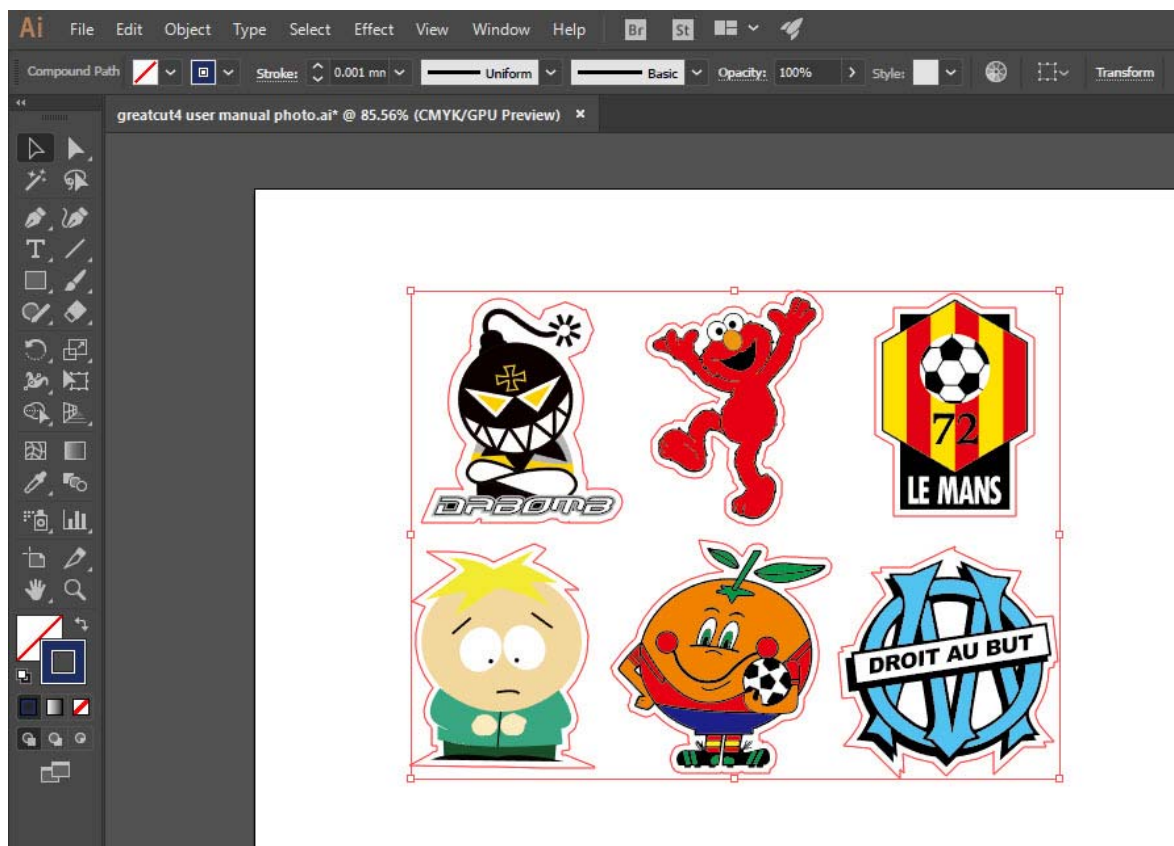 Ai File Edit Object Type Select Effect View Window Help Br St
Compound Path Stroke: 0.001 mm Uniform Basic Opacity: 100% Style: Transform
greatcut4 user manual photo.ai* @ 85.56% (CMYK/GPU Preview) ×
DABOMB
72
LE MANS
DROIT AU BUT